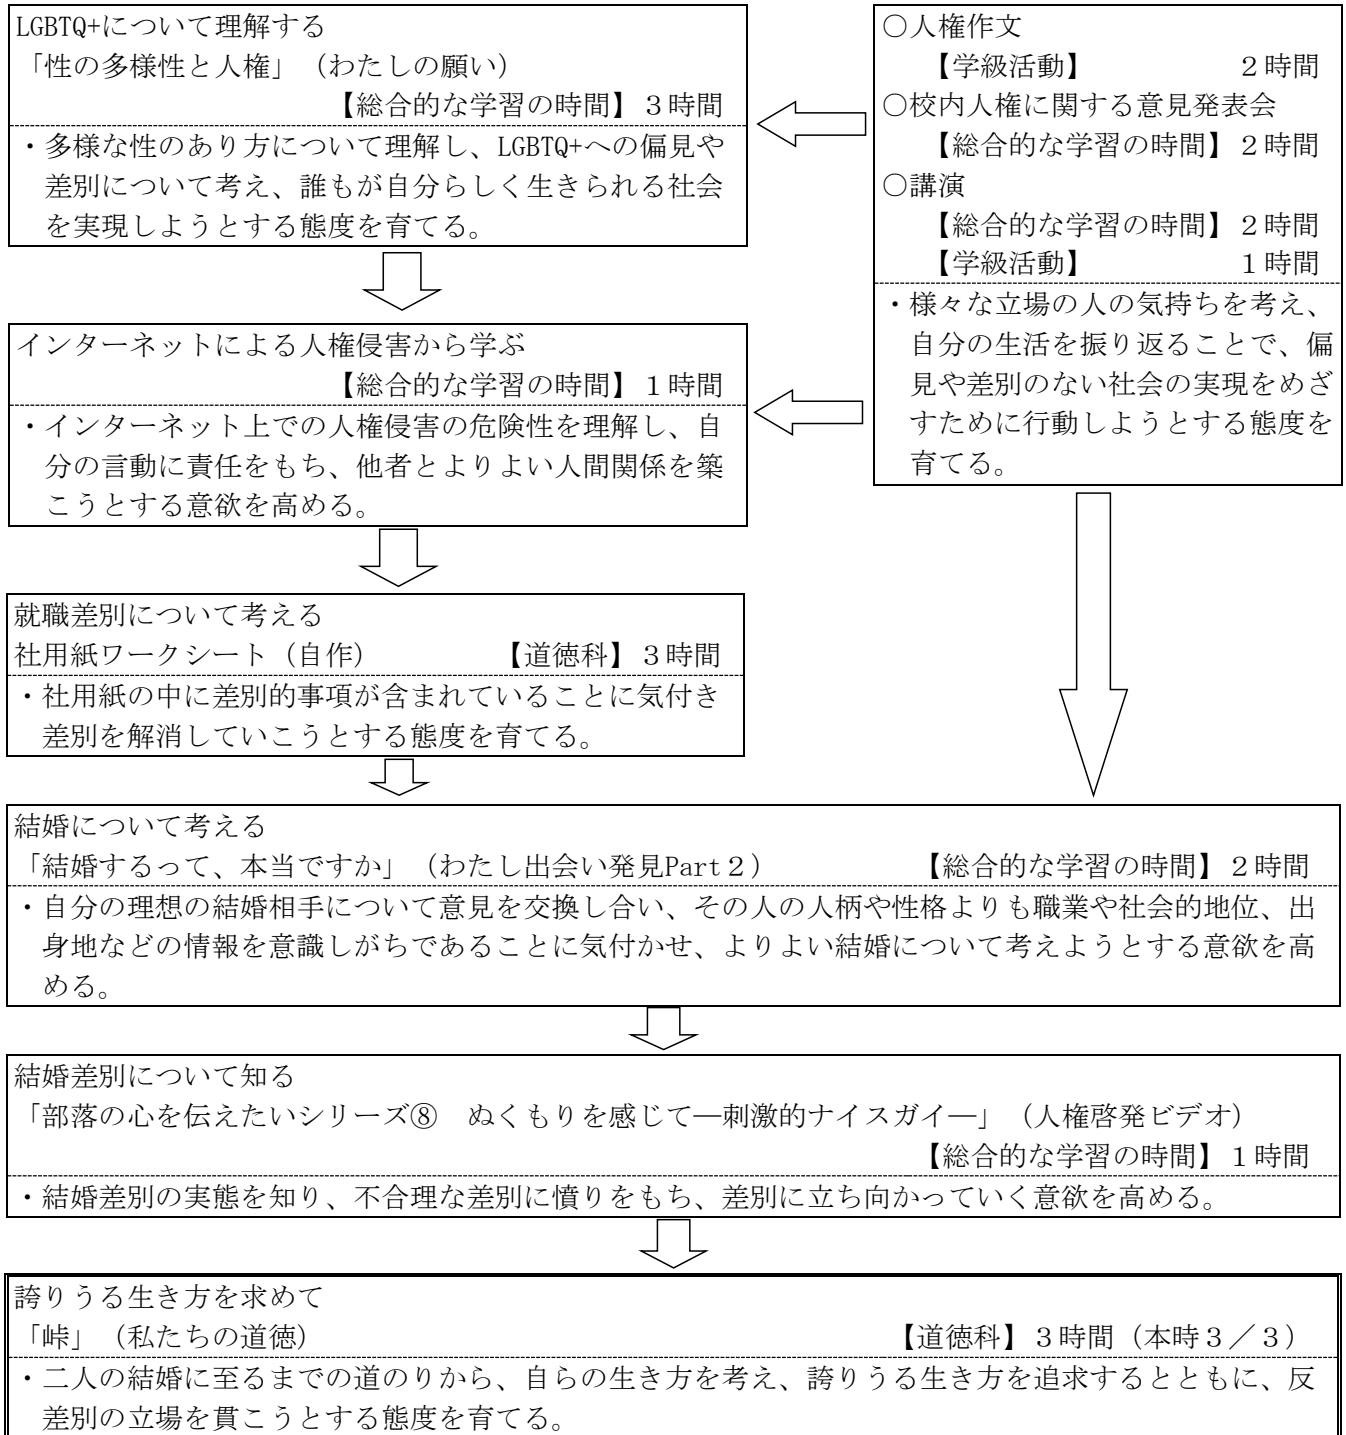 LGBTQ+について理解する
「性の多様性と人権」（わたしの願い）
【総合的な学習の時間】３時間
・多様な性のあり方について理解し、LGBTQ+への偏見や
差別について考え、誰もが自分らしく生きられる社会
を実現しようとする態度を育てる。
○人権作文
【学級活動】　２時間
○校内人権に関する意見発表会
【総合的な学習の時間】２時間
○講演
【総合的な学習の時間】２時間
【学級活動】　１時間
・様々な立場の人の気持ちを考え、
自分の生活を振り返ることで、偏
見や差別のない社会の実現をめざ
すために行動しようとする態度を
育てる。
インターネットによる人権侵害から学ぶ
【総合的な学習の時間】１時間
・インターネット上での人権侵害の危険性を理解し、自
分の言動に責任をもち、他者とよりよい人間関係を築
こうとする意欲を高める。
就職差別について考える
社用紙ワークシート（自作）　【道徳科】３時間
・社用紙の中に差別的事項が含まれていることに気付き
差別を解消していこうとする態度を育てる。
結婚について考える
「結婚するって、本当ですか」（わたし出会い発見Part２）　【総合的な学習の時間】２時間
・自分の理想の結婚相手について意見を交換し合い、その人の人柄や性格よりも職業や社会的地位、出
身地などの情報を意識しがちであることに気付かせ、よりよい結婚について考えようとする意欲を高
める。
結婚差別について知る
「部落の心を伝えたいシリーズ⑧　ぬくもりを感じて―刺激的ナイスガイ―」（人権啓発ビデオ）
【総合的な学習の時間】１時間
・結婚差別の実態を知り、不合理な差別に憤りをもち、差別に立ち向かっていく意欲を高める。
誇りうる生き方を求めて
「峠」（私たちの道徳）　【道徳科】３時間（本時３／３）
・二人の結婚に至るまでの道のりから、自らの生き方を考え、誇りうる生き方を追求するとともに、反
差別の立場を貫こうとする態度を育てる。